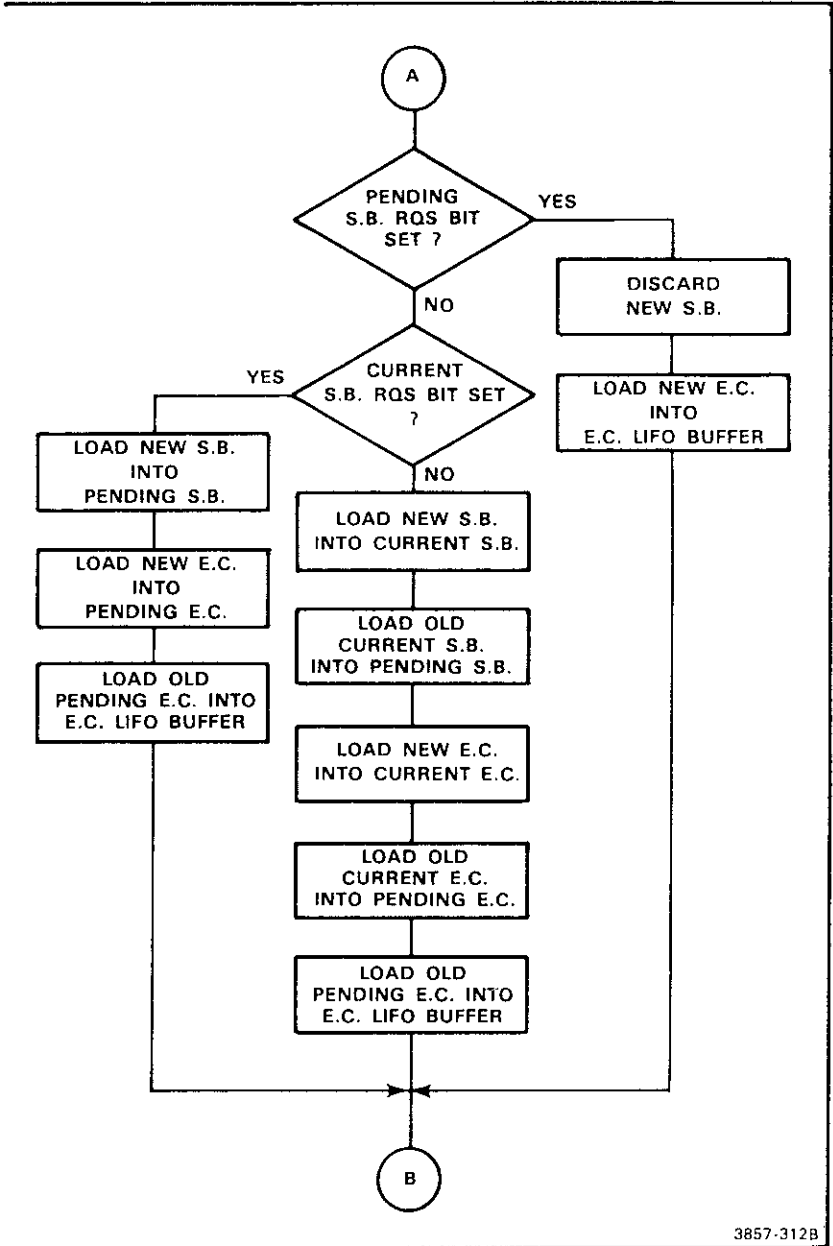 A
PENDING
S.B. RQS BIT
SET ?
YES
NO
DISCARD
NEW S.B.
LOAD NEW E.C.
INTO
E.C. LIFO BUFFER
CURRENT
S.B. RQS BIT SET
?
YES
NO
LOAD NEW S.B.
INTO
PENDING S.B.
LOAD NEW E.C.
INTO
PENDING E.C.
LOAD OLD
PENDING E.C. INTO
E.C. LIFO BUFFER
LOAD NEW S.B.
INTO CURRENT S.B.
LOAD OLD
CURRENT S.B.
INTO PENDING S.B.
LOAD NEW E.C.
INTO CURRENT E.C.
LOAD OLD
CURRENT E.C.
INTO PENDING E.C.
LOAD OLD
PENDING E.C. INTO
E.C. LIFO BUFFER
B
3857-312B